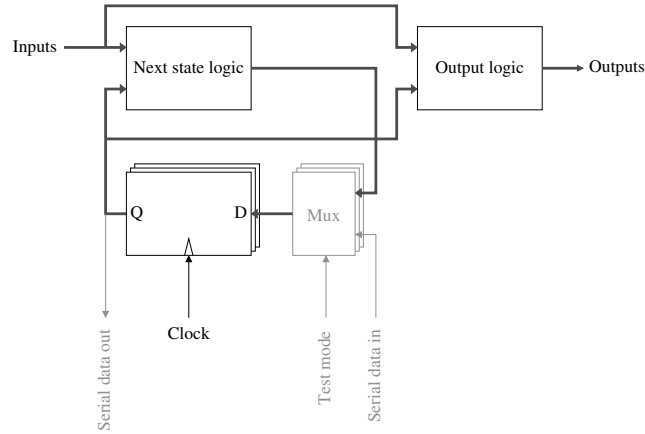 Inputs
Next state logic
Output logic
Outputs
Q
D
Mux
Clock
Serial data out
Test mode
Serial data in